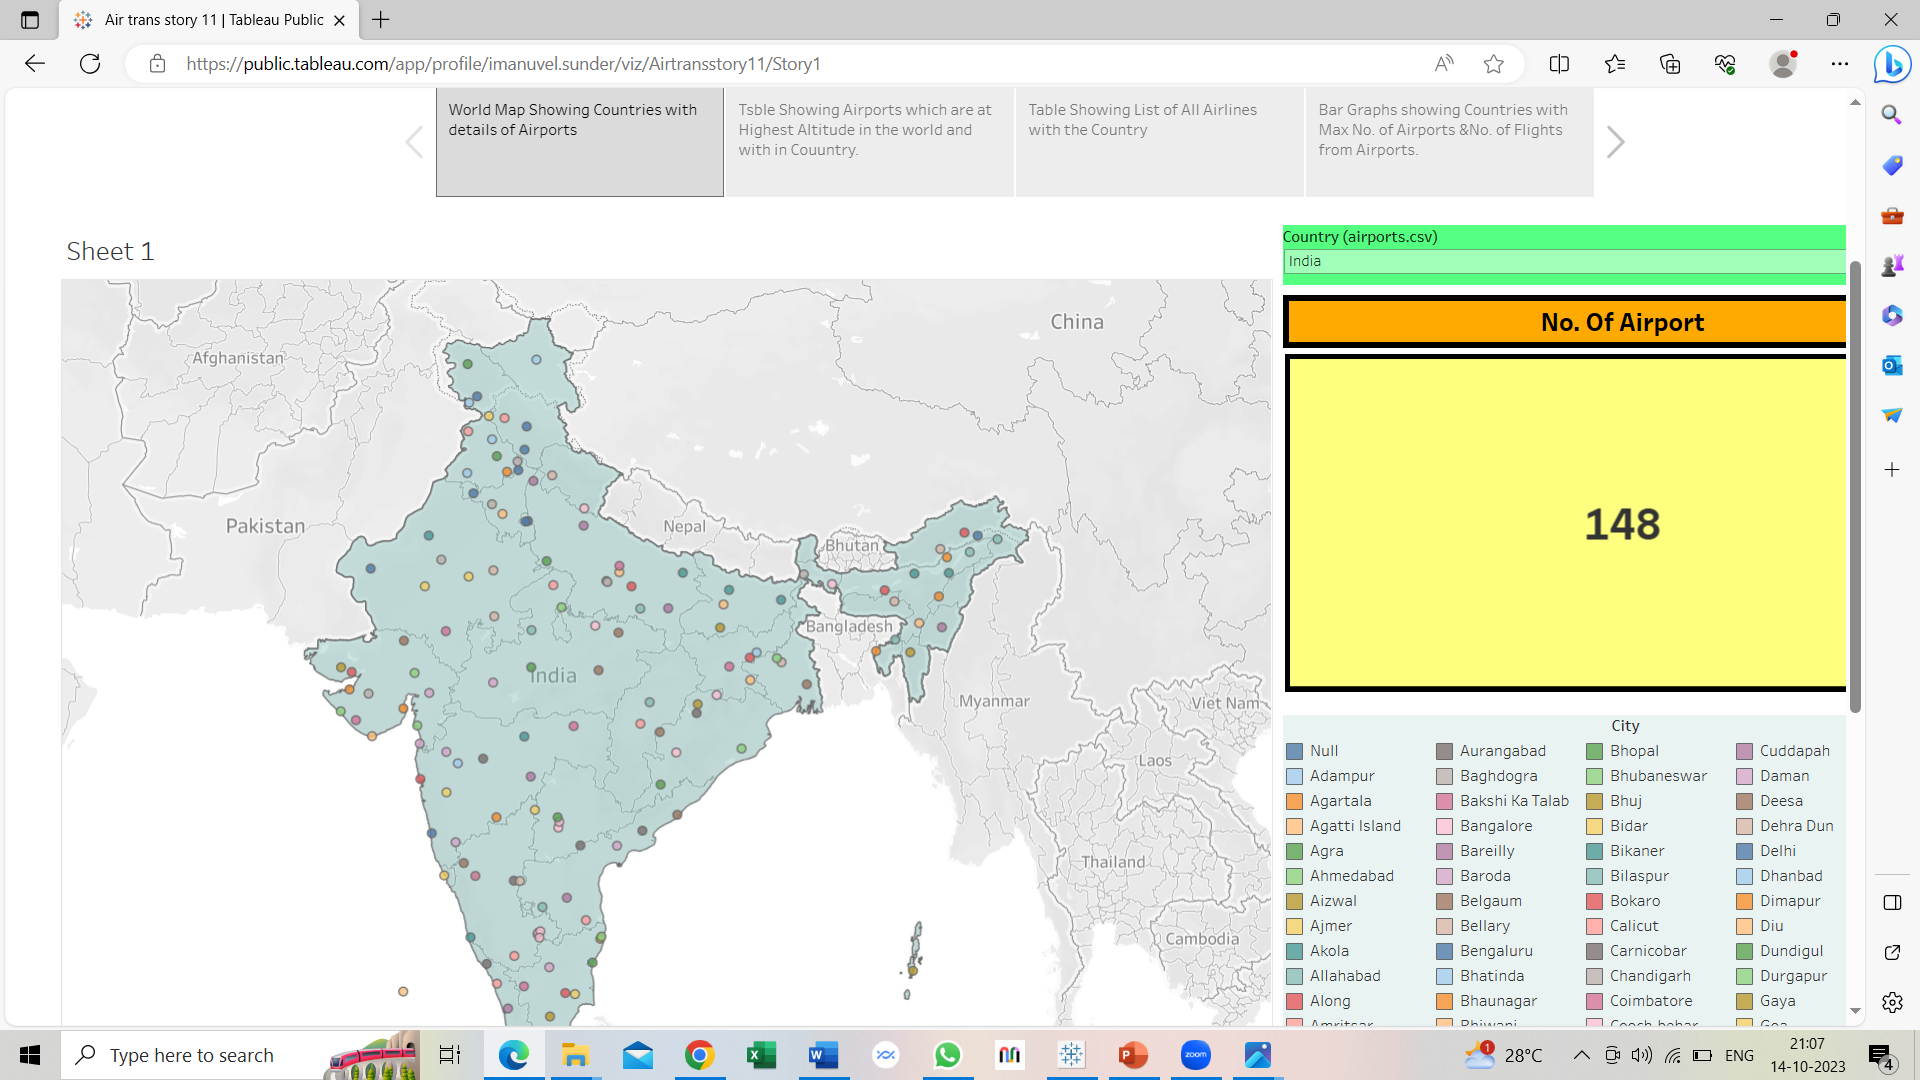 Air trans story 11 | Tableau Public
https://public.tableau.com/app/profile/imanuvel.sunder/viz/Airtransstory11/Story1
World Map Showing Countries with
details of Airports
Tsble Showing Airports which are at
Highest Altitude in the world and
with in Couuntry.
Table Showing List of All Airlines
with the Country
Bar Graphs showing Countries with
Max No. of Airports &No. of Flights
from Airports.
Sheet 1
Country (airports.csv)
India
No. Of Airport
148
China
Afghanistan
Pakistan
Nepal
Bhutan
Bangladesh
India
Myanmar
Viet Nam
Laos
Thailand
Cambodia
City
Null
Aurangabad
Bhopal
Cuddapah
Adampur
Baghdogra
Bhubaneswar
Daman
Agartala
Bakshi Ka Talab
Bhuj
Deesa
Agatti Island
Bangalore
Bidar
Dehra Dun
Agra
Bareilly
Bikaner
Delhi
Ahmedabad
Baroda
Bilaspur
Dhanbad
Aizwal
Belgaum
Bokaro
Dimapur
Ajmer
Bellary
Calicut
Diu
Akola
Bengaluru
Carnicobar
Dundigul
Allahabad
Bhatinda
Chandigarh
Durgapur
Along
Bhaunagar
Coimbatore
Gaya
Amritsar
Bhiwani
Cooch behar
Goa
Type here to search
zoom
1
28°C
ENG
21:07
14-10-2023
4